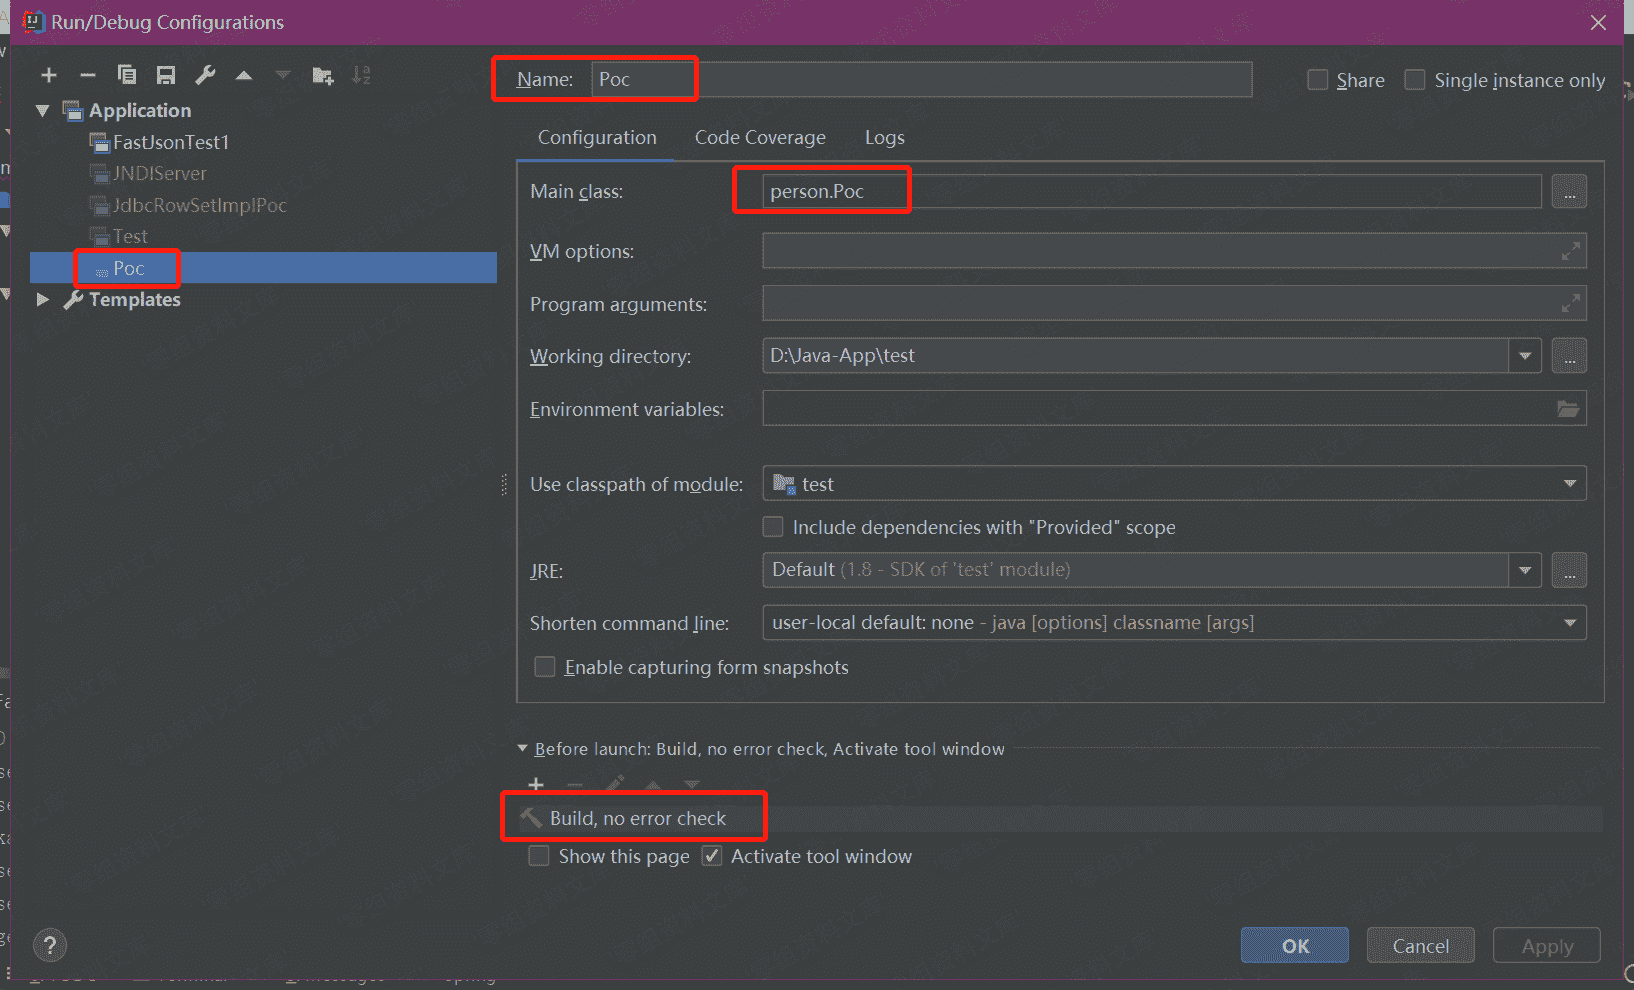 Run/Debug Configurations
Name: Poc
Share
Single instance only
Application
FastJsonTest1
JNDIServer
JdbcRowSetImplPoc
Test
Poc
Templates
Configuration
Code Coverage
Logs
Main class: person.Poc
...
VM options:
Program arguments:
Working directory: D:\Java-App\test
...
Environment variables:
Use classpath of module: test
Include dependencies with "Provided" scope
JRE: Default (1.8 - SDK of 'test' module)
...
Shorten command line: user-local default: none - java [options] classname [args]
Enable capturing form snapshots
Before launch: Build, no error check, Activate tool window
Build, no error check
Show this page
Activate tool window
?
OK
Cancel
Apply